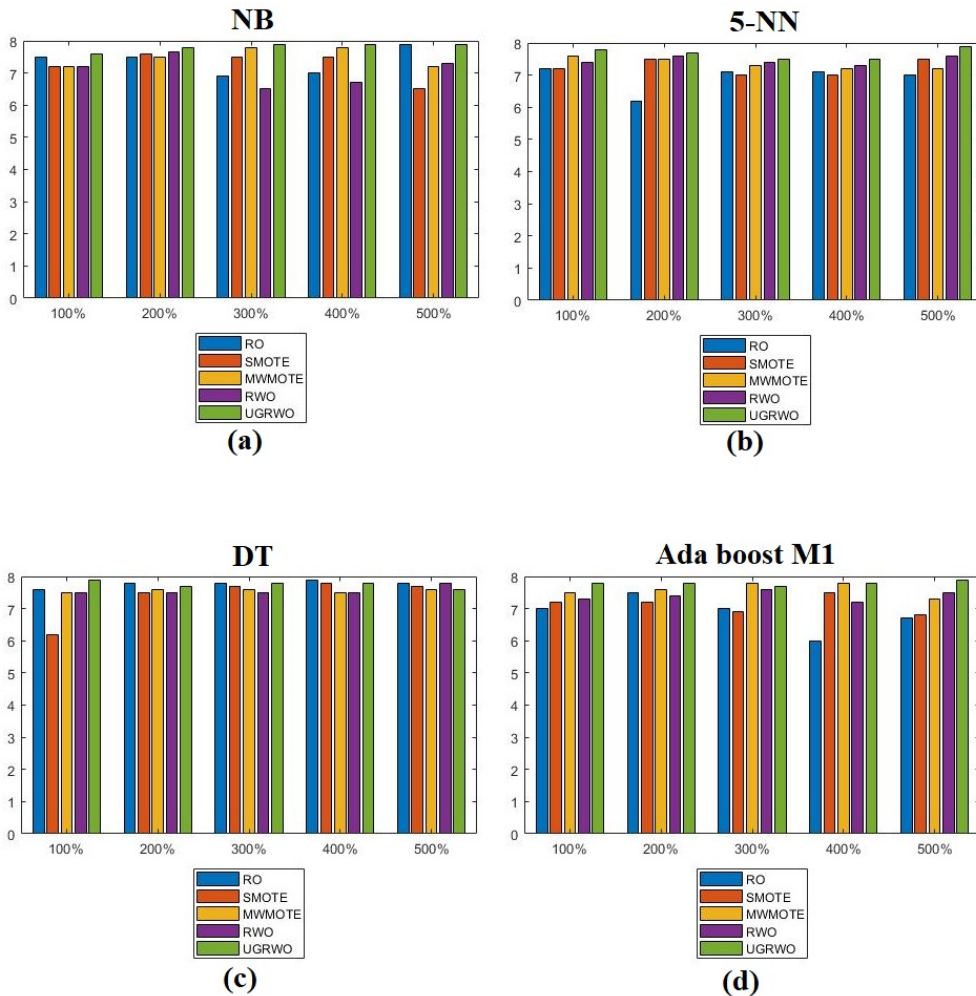 NB
8
7
6
5
4
3
2
1
0
100% 200% 300% 400% 500%
RO
SMOTE
MWMOTE
RWO
UGRWO
(a)
5-NN
8
7
6
5
4
3
2
1
0
100% 200% 300% 400% 500%
RO
SMOTE
MWMOTE
RWO
UGRWO
(b)
DT
8
7
6
5
4
3
2
1
0
100% 200% 300% 400% 500%
RO
SMOTE
MWMOTE
RWO
UGRWO
(c)
Ada boost M1
8
7
6
5
4
3
2
1
0
100% 200% 300% 400% 500%
RO
SMOTE
MWMOTE
RWO
UGRWO
(d)